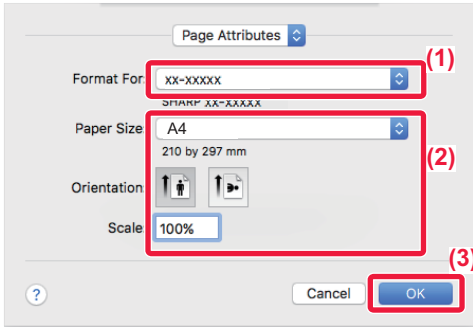 Page Attributes
(1)
Format For: xx-xxxxx
SHARP xx-xxxxx
Paper Size: A4
210 by 297 mm
(2)
Orientation:
Scale: 100%
(3)
? Cancel OK